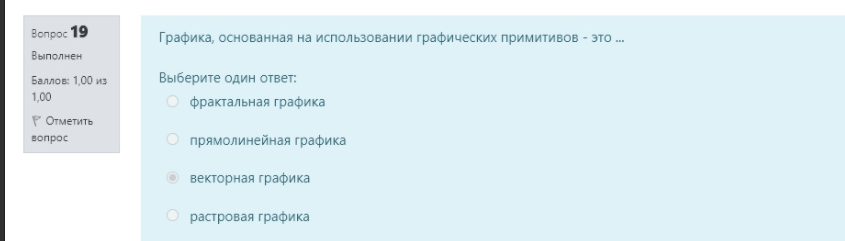 Вопрос 19
Выполнен
Баллов: 1,00 из
1,00
Отметить
вопрос
Графика, основанная на использовании графических примитивов - это ...
Выберите один ответ:
фрактальная графика
прямолинейная графика
векторная графика
растровая графика